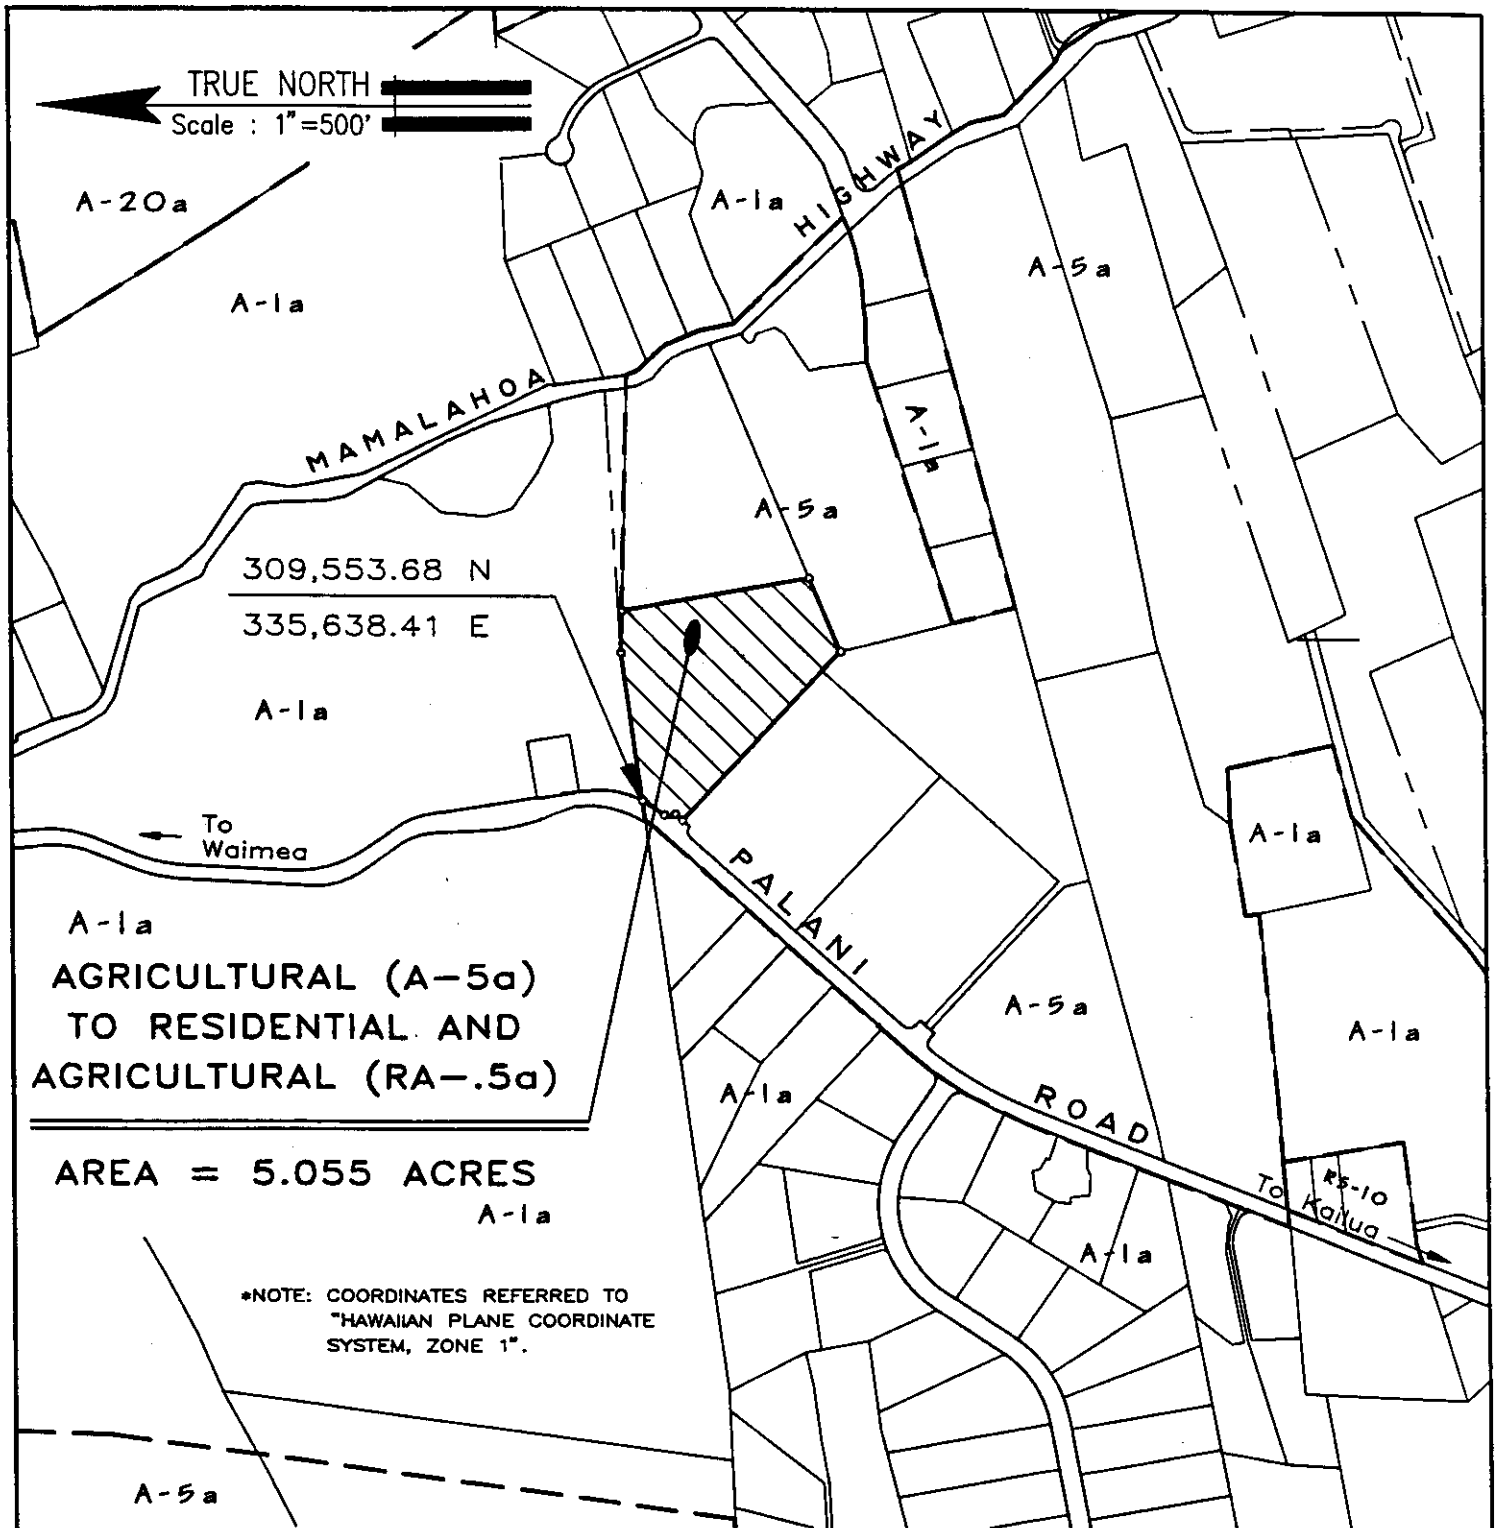 TRUE NORTH
Scale : 1"=500'
A-20a
A-1a
A-1a
A-5a
MAMALAHOA HIGHWAY
A-1a
A-5a
309,553.68 N
335,638.41 E
A-1a
To
Waimea
A-1a
A-1a
AGRICULTURAL (A-5a)
TO RESIDENTIAL AND
AGRICULTURAL (RA-.5a)
AREA = 5.055 ACRES
PALANI ROAD
A-5a
A-1a
A-1a
A-1a
A-1a
RS-10
To Kailua
*NOTE: COORDINATES REFERRED TO
"HAWAIIAN PLANE COORDINATE
SYSTEM, ZONE 1".
A-5a